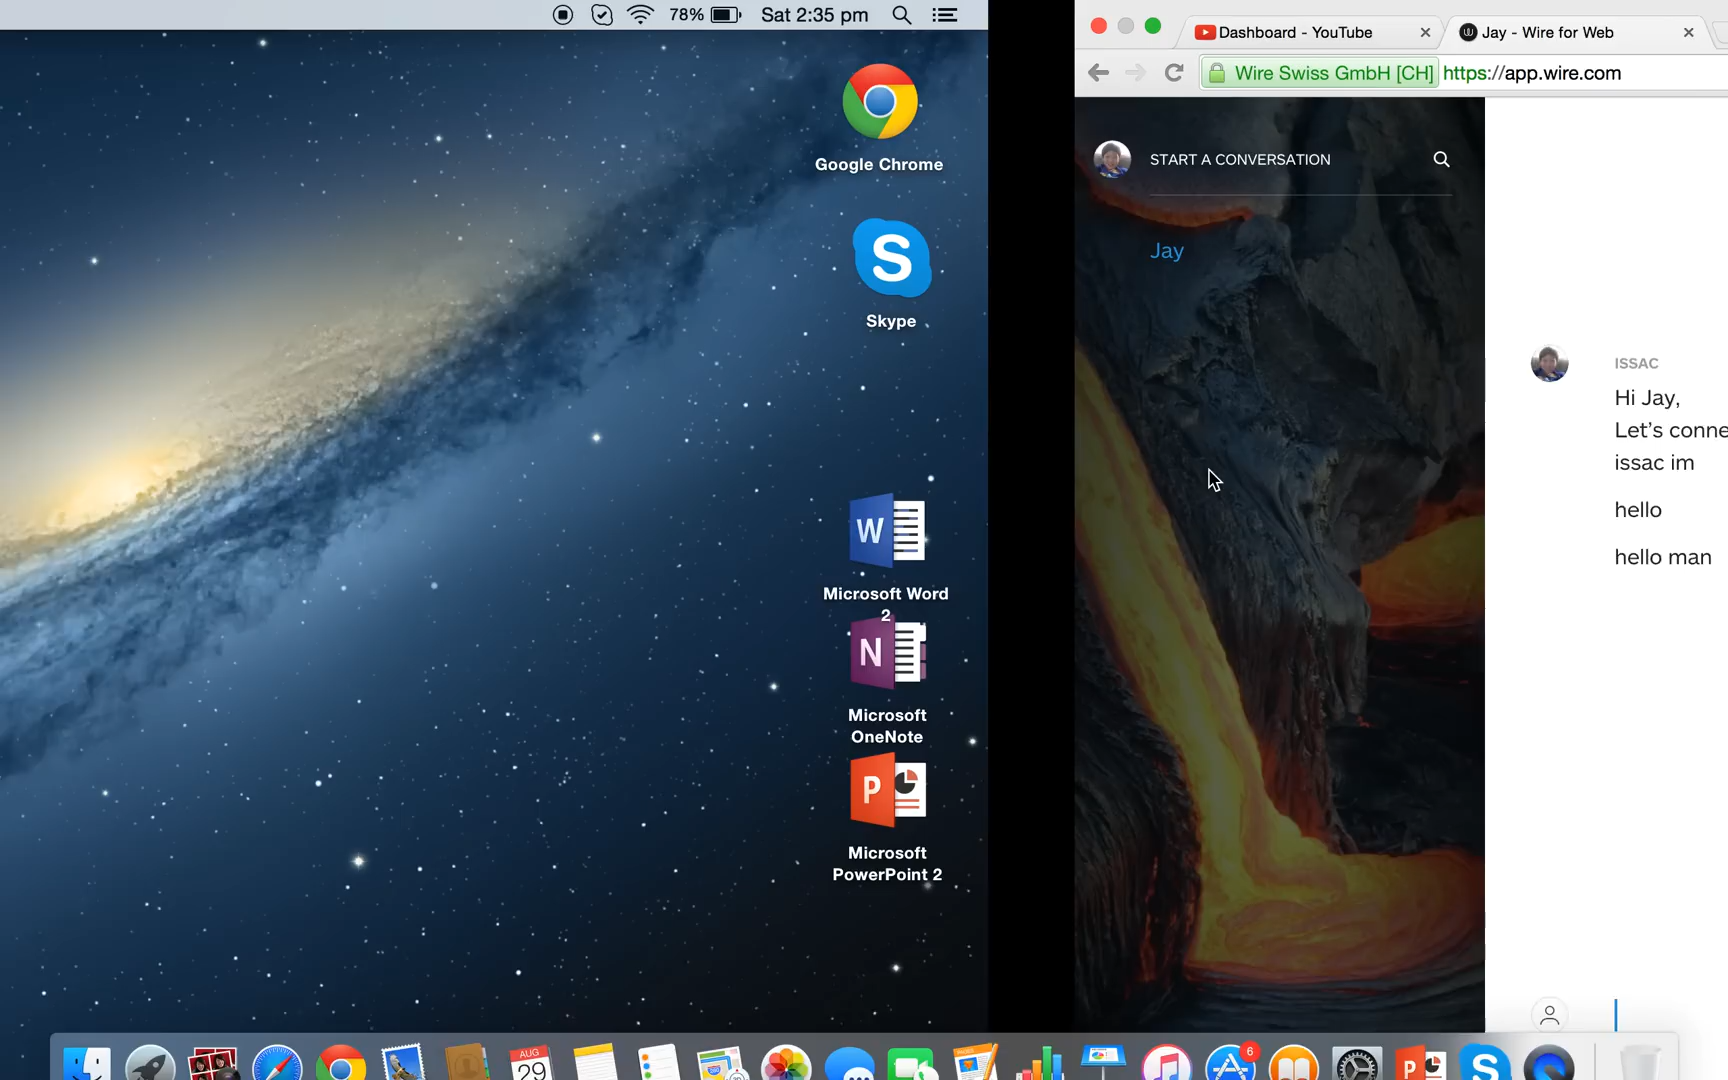 78% Sat 2:35 pm
Google Chrome
S
Skype
W
Microsoft Word
2
N
Microsoft
OneNote
P
Microsoft
PowerPoint 2
Dashboard - YouTube
Jay - Wire for Web
Wire Swiss GmbH [CH] https://app.wire.com
START A CONVERSATION
Jay
ISSAC
Hi Jay,
Let's conne
issac im
hello
hello man
AUG
29
PAGES
6
P
S